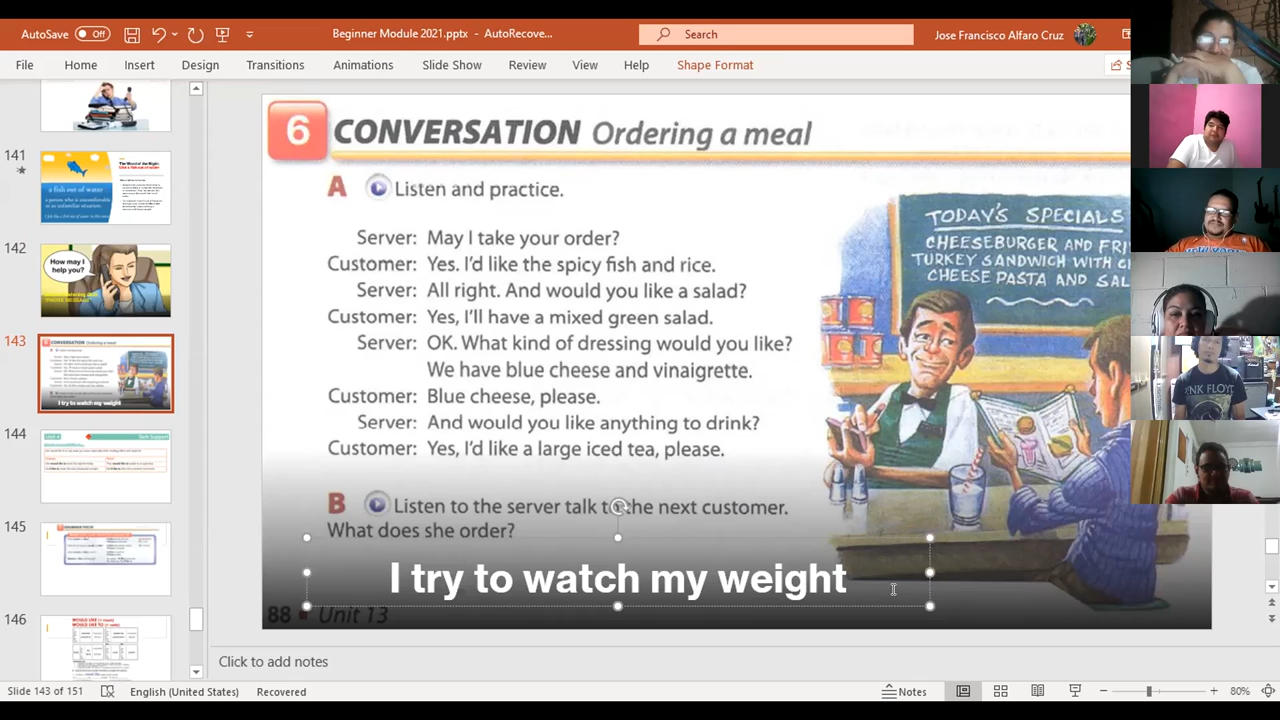 AutoSave
Off
Beginner Module 2021.pptx - AutoRecove...
Search
Jose Francisco Alfaro Cruz
File
Home
Insert
Design
Transitions
Animations
Slide Show
Review
View
Help
Shape Format
141
a fish out of water
142
How may I
help you?
143
144
145
146
6 CONVERSATION Ordering a meal
A Listen and practice.
Server: May I take your order?
Customer: Yes. I'd like the spicy fish and rice.
Server: All right. And would you like a salad?
Customer: Yes, I'll have a mixed green salad.
Server: OK. What kind of dressing would you like?
We have blue cheese and vinaigrette.
Customer: Blue cheese, please.
Server: And would you like anything to drink?
Customer: Yes, I'd like a large iced tea, please.
B Listen to the server talk to the next customer.
What does she order
I try to watch my weight
88 Unit 13
TODAY'S SPECIALS
CHEESEBURGER AND FRI
TURKEY SANDWICH WITH C
CHEESE PASTA AND SAL
Click to add notes
Slide 143 of 151
English (United States)
Recovered
Notes
80%